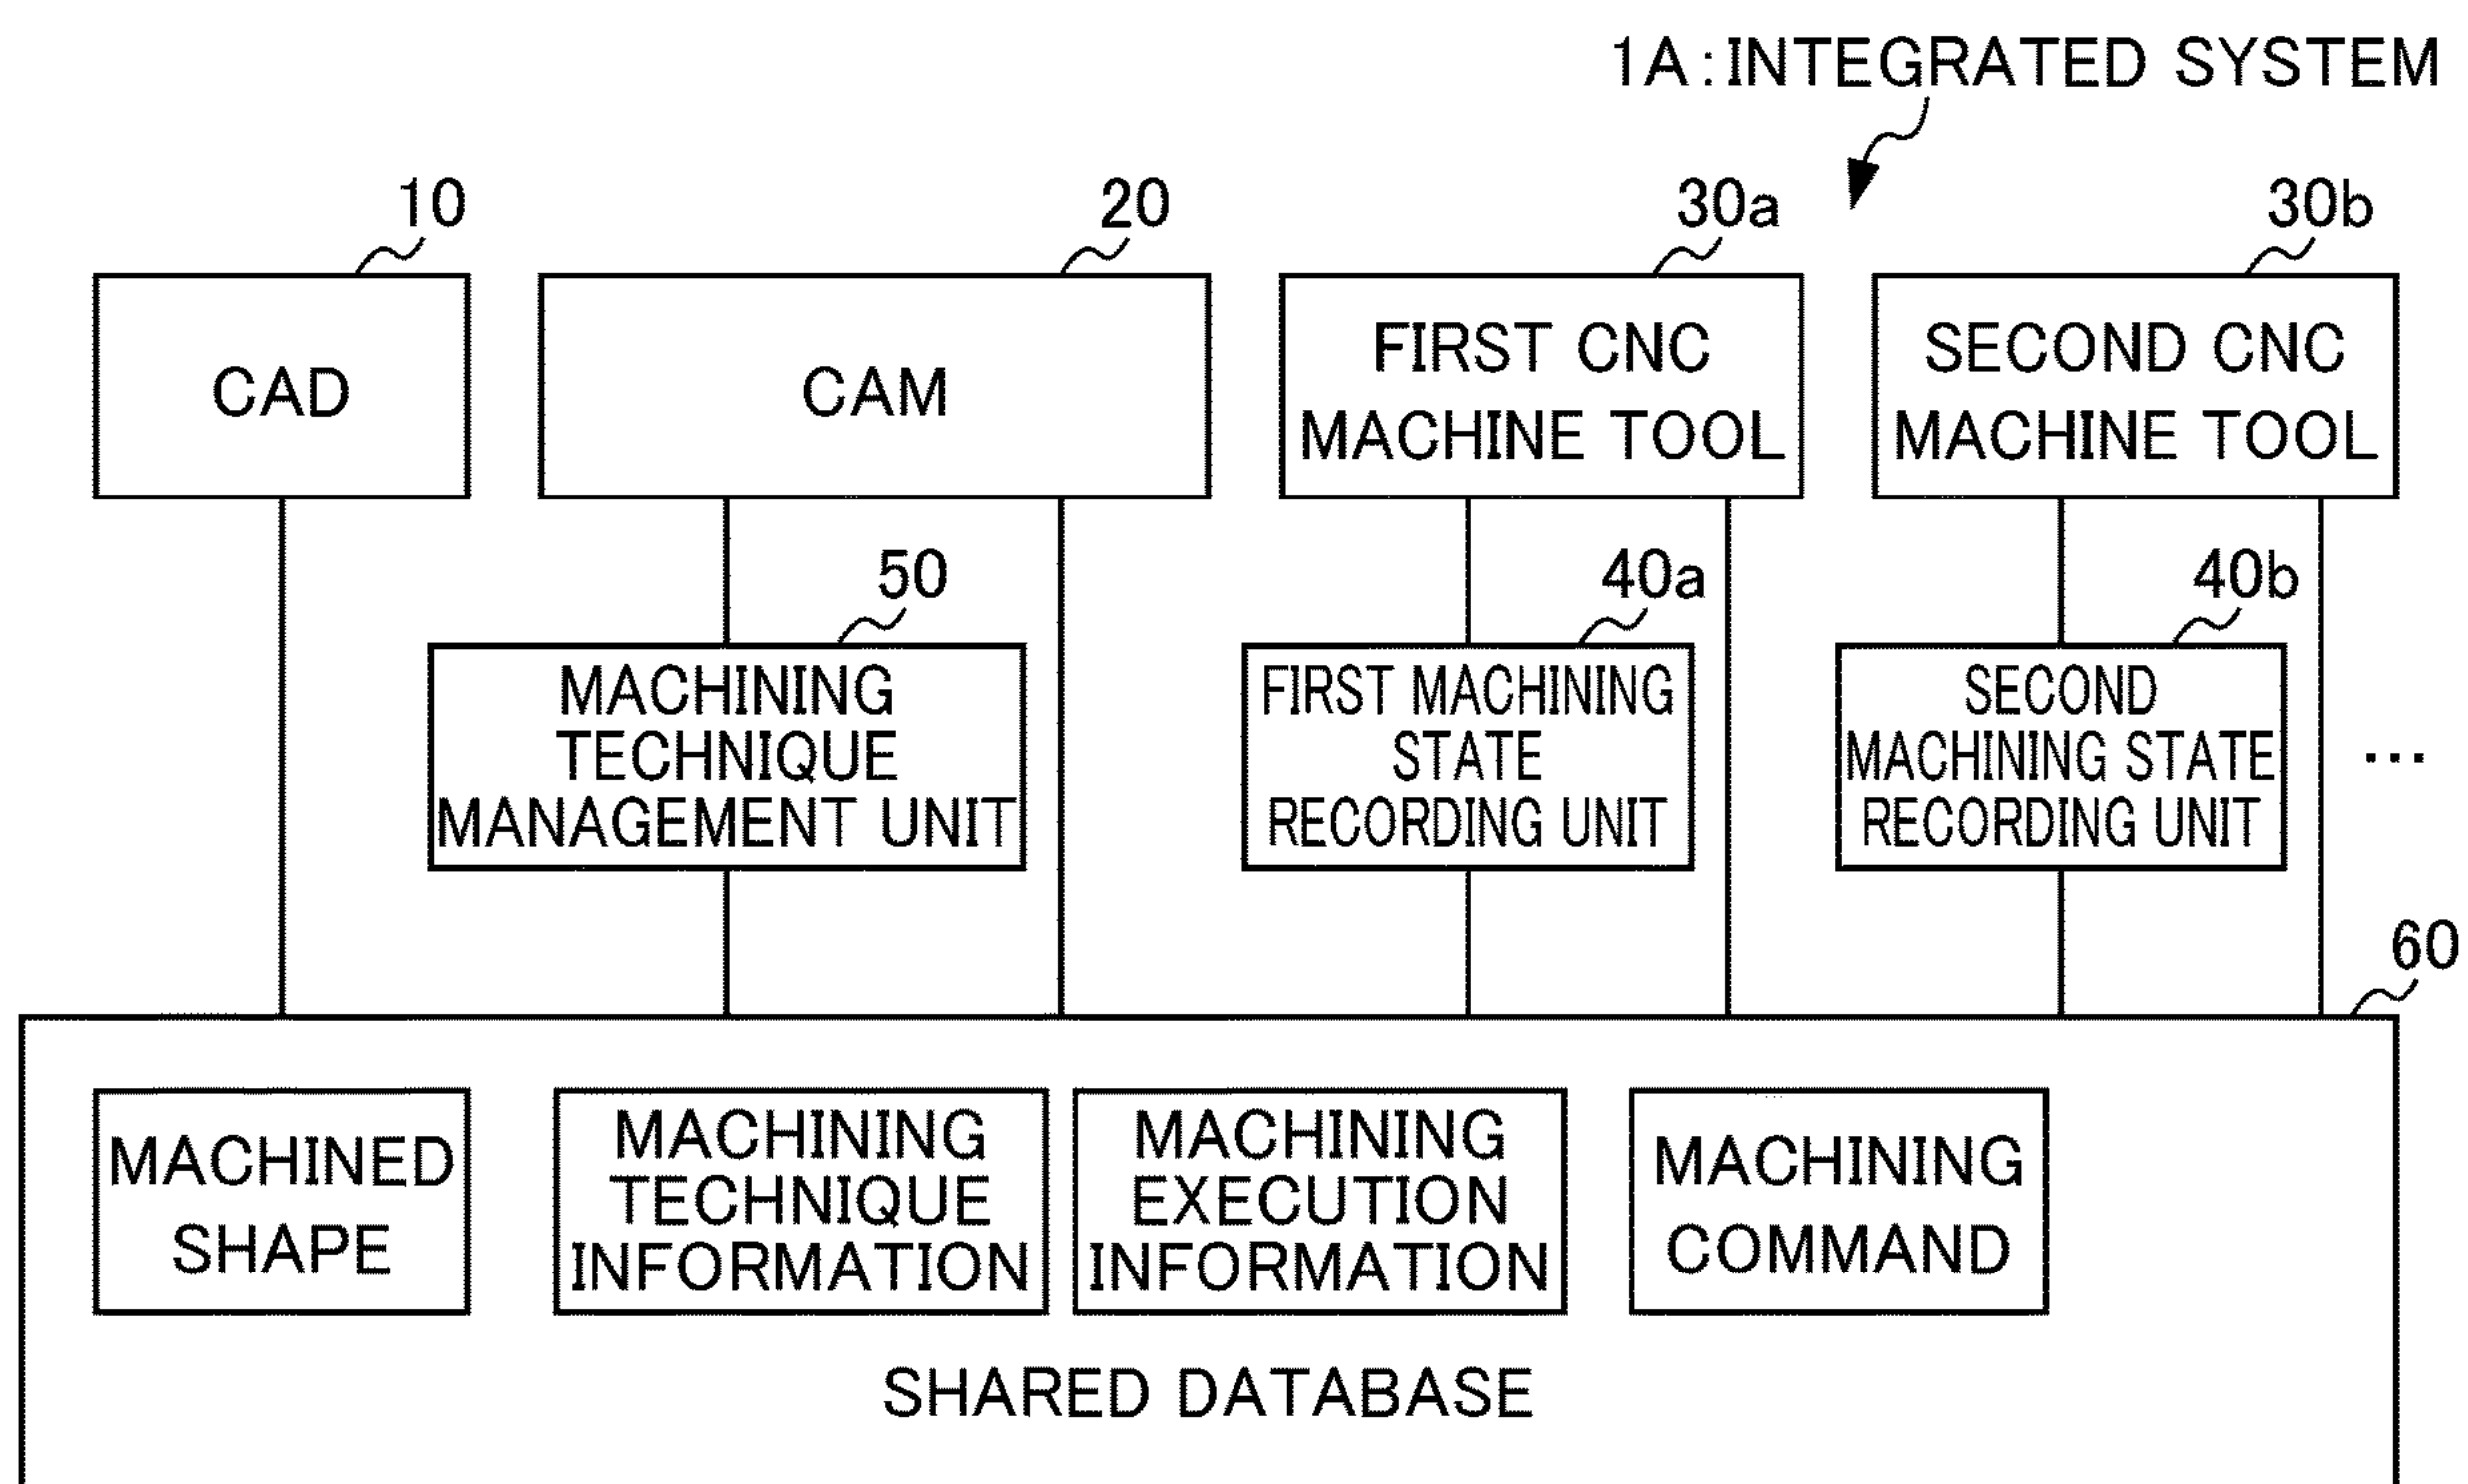 1A:INTEGRATED SYSTEM
10
20
30a
30b
CAD
CAM
FIRST CNC
MACHINE TOOL
SECOND CNC
MACHINE TOOL
50
40a
40b
MACHINING
TECHNIQUE
MANAGEMENT UNIT
FIRST MACHINING
STATE
RECORDING UNIT
SECOND
MACHINING STATE
RECORDING UNIT
...
60
MACHINED
SHAPE
MACHINING
TECHNIQUE
INFORMATION
MACHINING
EXECUTION
INFORMATION
MACHINING
COMMAND
SHARED DATABASE